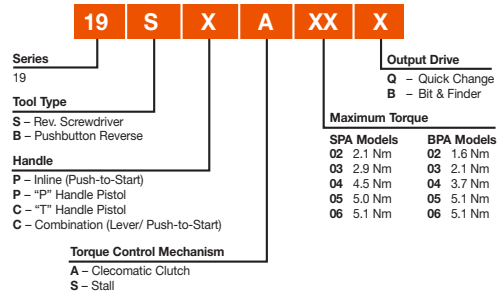 19 S X A XX X
Series
19
Tool Type
S – Rev. Screwdriver
B – Pushbutton Reverse
Handle
P – Inline (Push-to-Start)
P – “P” Handle Pistol
C – “T” Handle Pistol
C – Combination (Lever/ Push-to-Start)
Torque Control Mechanism
A – Clecomatic Clutch
S – Stall
Output Drive
Q – Quick Change
B – Bit & Finder
Maximum Torque
SPA Models BPA Models
02 2.1 Nm 02 1.6 Nm
03 2.9 Nm 03 2.1 Nm
04 4.5 Nm 04 3.7 Nm
05 5.0 Nm 05 5.1 Nm
06 5.1 Nm 06 5.1 Nm